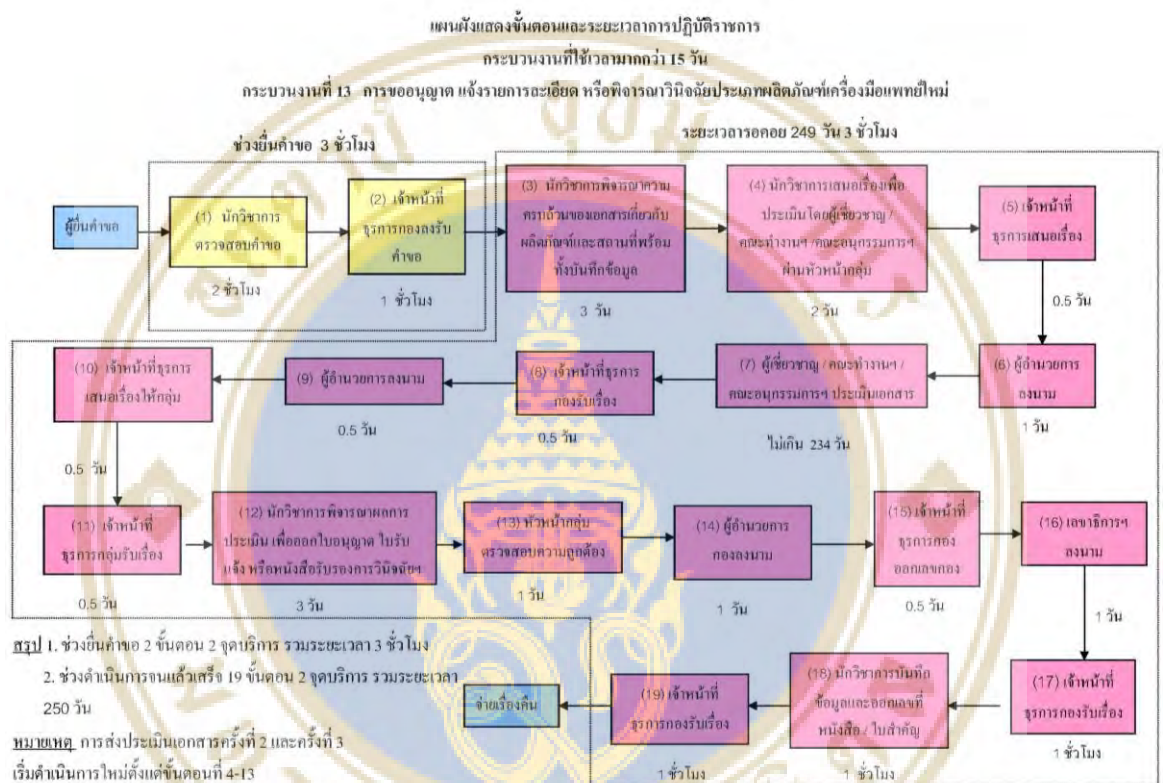 แผนผังแสดงขั้นตอนและระยะเวลาการปฏิบัติราชการ
กระบวนงานที่ใช้เวลามากกว่า 15 วัน
กระบวนงานที่ 13 การขออนุญาต แจ้งรายการละเอียด หรือพิจารณาวินิจฉัยประเภทผลิตภัณฑ์เครื่องมือแพทย์ใหม่
ช่วงยื่นคำขอ 3 ชั่วโมง
ระยะเวลารอคอย 249 วัน 3 ชั่วโมง
ผู้ยื่นคำขอ
(1) นักวิชาการ
ตรวจสอบคำขอ
2 ชั่วโมง
(2) เจ้าหน้าที่
ธุรการกองลงรับ
คำขอ
1 ชั่วโมง
(3) นักวิชาการพิจารณาความ
ครบถ้วนของเอกสารเกี่ยวกับ
ผลิตภัณฑ์และสถานที่พร้อม
ทั้งบันทึกข้อมูล
3 วัน
(4) นักวิชาการเสนอเรื่องเพื่อ
ประเมินโดยผู้เชี่ยวชาญ /
คณะทำงานฯ /คณะอนุกรรมการฯ
ผ่านหัวหน้ากลุ่ม
2 วัน
(5) เจ้าหน้าที่
ธุรการเสนอเรื่อง
0.5 วัน
(6) ผู้อำนวยการ
ลงนาม
1 วัน
(7) ผู้เชี่ยวชาญ / คณะทำงานฯ /
คณะอนุกรรมการฯ ประเมินเอกสาร
ไม่เกิน 234 วัน
(8) เจ้าหน้าที่ธุรการ
กองรับเรื่อง
0.5 วัน
(9) ผู้อำนวยการลงนาม
0.5 วัน
(10) เจ้าหน้าที่ธุรการ
เสนอเรื่องให้กลุ่ม
0.5 วัน
(11) เจ้าหน้าที่
ธุรการกลุ่มรับเรื่อง
0.5 วัน
(12) นักวิชาการพิจารณาผลการ
ประเมิน เพื่อออกใบอนุญาต ใบรับ
แจ้ง หรือหนังสือรับรองการวินิจฉัยฯ
3 วัน
(13) หัวหน้ากลุ่ม
ตรวจสอบความถูกต้อง
1 วัน
(14) ผู้อำนวยการ
กองลงนาม
1 วัน
(15) เจ้าหน้าที่
ธุรการกอง
ออกเลขกอง
0.5 วัน
(16) เลขาธิการฯ
ลงนาม
1 วัน
(17) เจ้าหน้าที่
ธุรการกองรับเรื่อง
1 ชั่วโมง
(18) นักวิชาการบันทึก
ข้อมูลและออกเลขที่
หนังสือ / ใบสำคัญ
1 ชั่วโมง
(19) เจ้าหน้าที่
ธุรการกองรับเรื่อง
1 ชั่วโมง
จ่ายเรื่องคืน
สรุป 1. ช่วงยื่นคำขอ 2 ขั้นตอน 2 จุดบริการ รวมระยะเวลา 3 ชั่วโมง
2. ช่วงดำเนินการจนแล้วเสร็จ 19 ขั้นตอน 2 จุดบริการ รวมระยะเวลา
250 วัน
หมายเหตุ การส่งประเมินเอกสารครั้งที่ 2 และครั้งที่ 3
เริ่มดำเนินการใหม่ตั้งแต่ขั้นตอนที่ 4-13